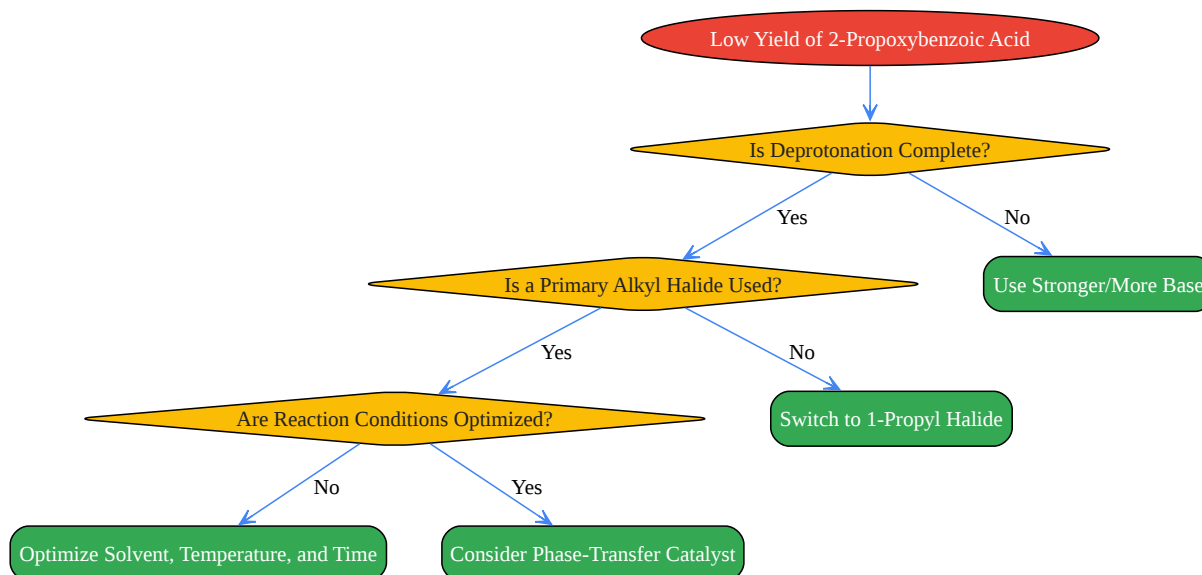 Low Yield of 2-Propoxybenzoic Acid
Is Deprotonation Complete?
Yes
No
Is a Primary Alkyl Halide Used?
Use Stronger/More Base
Yes
No
Are Reaction Conditions Optimized?
Switch to 1-Propyl Halide
No
Yes
Optimize Solvent, Temperature, and Time
Consider Phase-Transfer Catalyst